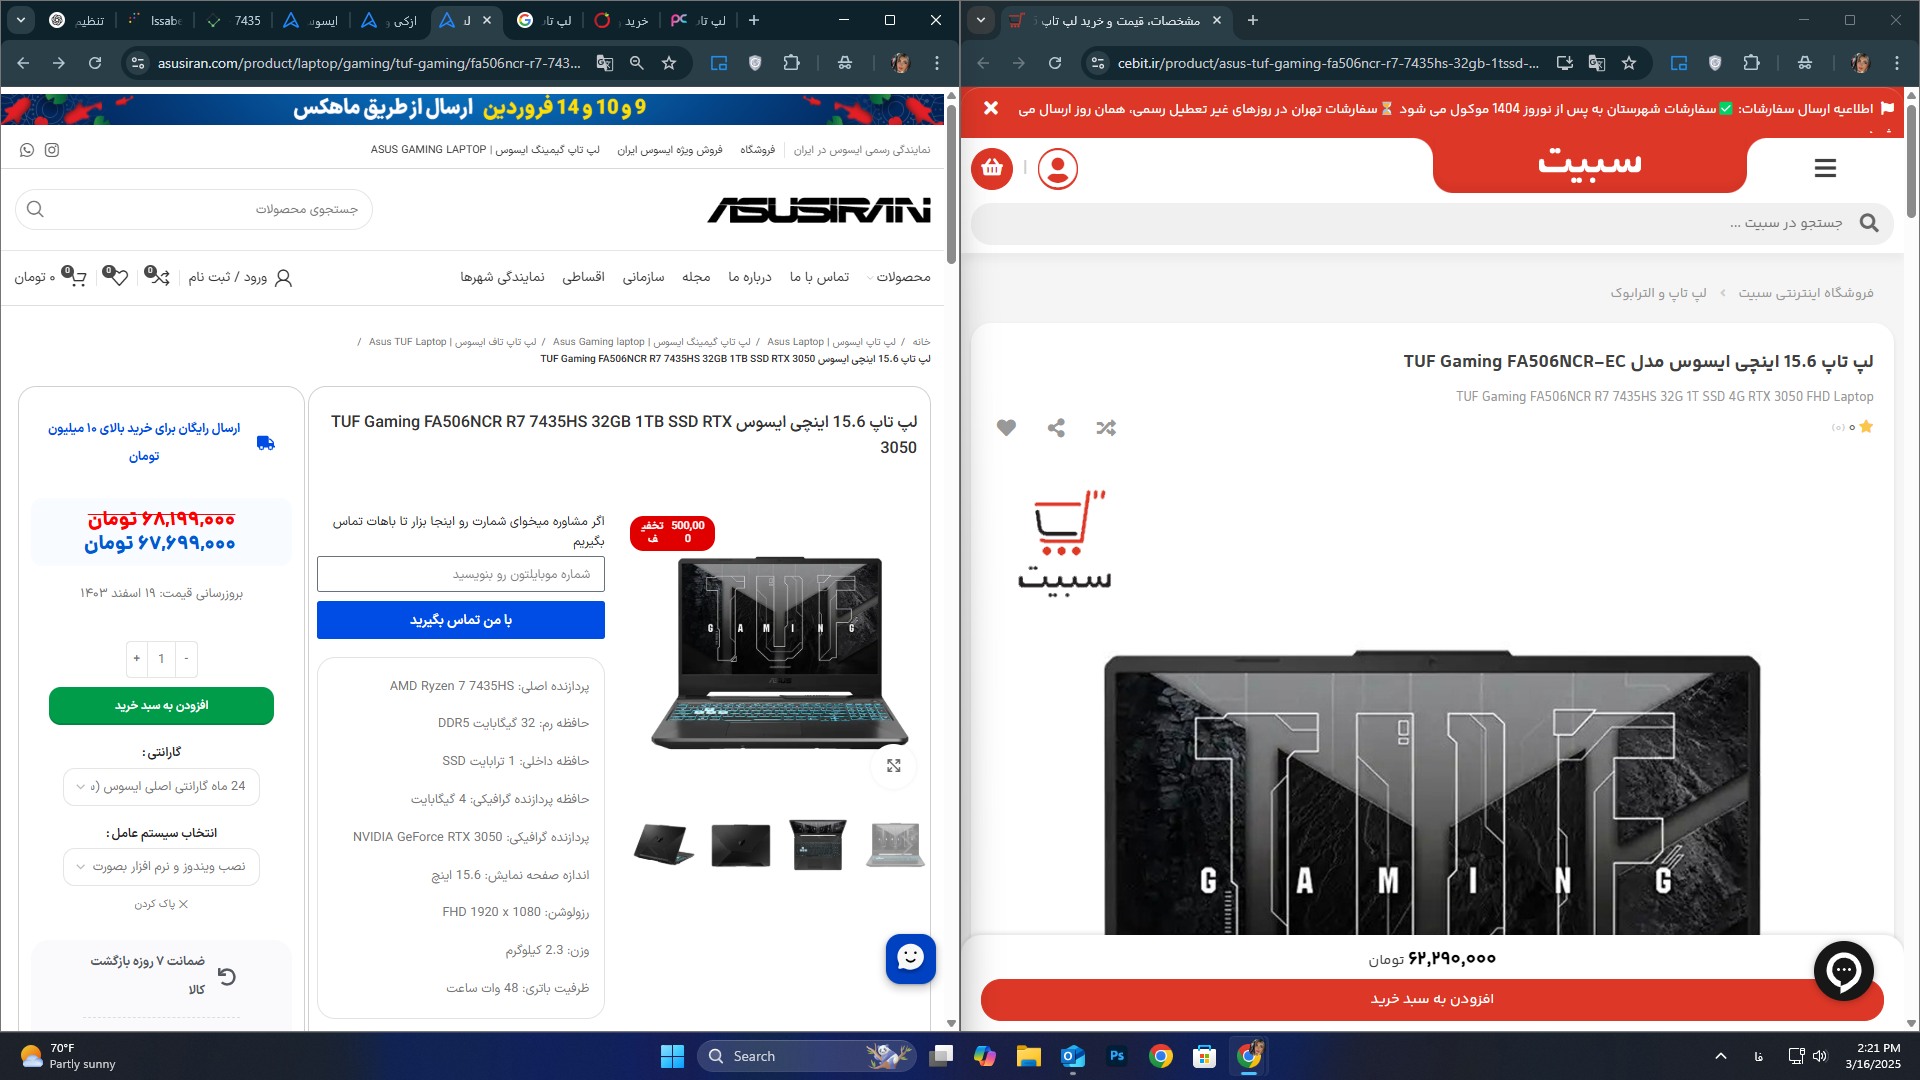 تنظیم
Issabe
7435
ایسوس
ازکی و
لپ
لپ تاپ
خرید
لپ تاپ
asusiran.com/product/laptop/gaming/tuf-gaming/fa506ncr-r7-743...
9 و 10 و 14 فروردین ارسال از طریق ماهکس
نمایندگی رسمی ایسوس در ایران
فروشگاه
فروش ویژه ایسوس ایران
لپ تاپ گیمینگ ایسوس | ASUS GAMING LAPTOP
ASUSIRAN
جستجوی محصولات
محصولات
تماس با ما
درباره ما
مجله
سازمانی
اقساطی
نمایندگی شهرها
ورود / ثبت نام
0
0
0
۰ تومان
خانه / لپ تاپ ایسوس | Asus Laptop / لپ تاپ گیمینگ ایسوس | Asus Gaming laptop / لپ تاپ تاف ایسوس | Asus TUF Laptop /
لپ تاپ 15.6 اینچی ایسوس TUF Gaming FA506NCR R7 7435HS 32GB 1TB SSD RTX 3050
لپ تاپ 15.6 اینچی ایسوس TUF Gaming FA506NCR R7 7435HS 32GB 1TB SSD RTX
3050
500,00 تخفی
0 ف
TUF
GAMING
اگر مشاوره میخوای شمارت رو اینجا بزار تا باهات تماس
بگیریم
شماره موبایلتون رو بنویسید
با من تماس بگیرید
پردازنده اصلی: AMD Ryzen 7 7435HS
حافظه رم: 32 گیگابایت DDR5
حافظه داخلی: 1 ترابایت SSD
حافظه پردازنده گرافیکی: 4 گیگابایت
پردازنده گرافیکی: NVIDIA GeForce RTX 3050
اندازه صفحه نمایش: 15.6 اینچ
رزولوشن: FHD 1920 x 1080
وزن: 2.3 کیلوگرم
ظرفیت باتری: 48 وات ساعت
ارسال رایگان برای خرید بالای ۱۰ میلیون
تومان
۶۸,۱۹۹,۰۰۰ تومان
۶۷,۶۹۹,۰۰۰ تومان
بروزرسانی قیمت: ۱۹ اسفند ۱۴۰۳
+ 1 -
افزودن به سبد خرید
گارانتی:
24 ماه گارانتی اصلی ایسوس (س
انتخاب سیستم عامل:
نصب ویندوز و نرم افزار بصورت
پاک کردن
ضمانت ۷ روزه بازگشت
کالا
مشخصات، قیمت و خرید لپ تاپ
cebit.ir/product/asus-tuf-gaming-fa506ncr-r7-7435hs-32gb-1tssd-...
اطلاعیه ارسال سفارشات: ✅ سفارشات شهرستان به پس از نوروز 1404 موکول می شود ⏳ سفارشات تهران در روزهای غیر تعطیل رسمی، همان روز ارسال می
سبیت
جستجو در سبیت ...
فروشگاه اینترنتی سبیت
لپ تاپ و الترابوک
لپ تاپ 15.6 اینچی ایسوس مدل TUF Gaming FA506NCR-EC
TUF Gaming FA506NCR R7 7435HS 32G 1T SSD 4G RTX 3050 FHD Laptop
۰ (۰)
سبیت
TUF
GAMING
۶۲,۲۹۰,۰۰۰ تومان
افزودن به سبد خرید
70°F
Partly sunny
Search
Ps
فا
2:21 PM
3/16/2025